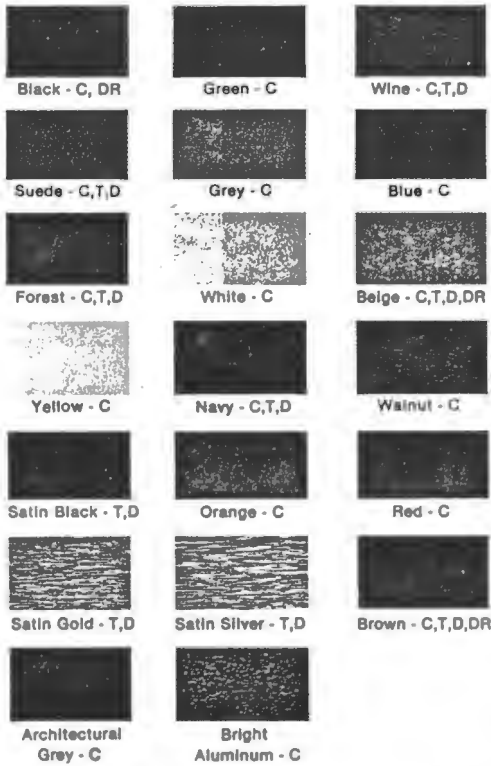 Black - C, DR
Green - C
Wine - C,T,D
Suede - C,T,D
Grey - C
Blue - C
Forest - C,T,D
White - C
Beige - C,T,D,DR
Yellow - C
Navy - C,T,D
Walnut - C
Satin Black - T,D
Orange - C
Red - C
Satin Gold - T,D
Satin Silver - T,D
Brown - C,T,D,DR
Architectural
Grey - C
Bright
Aluminum - C